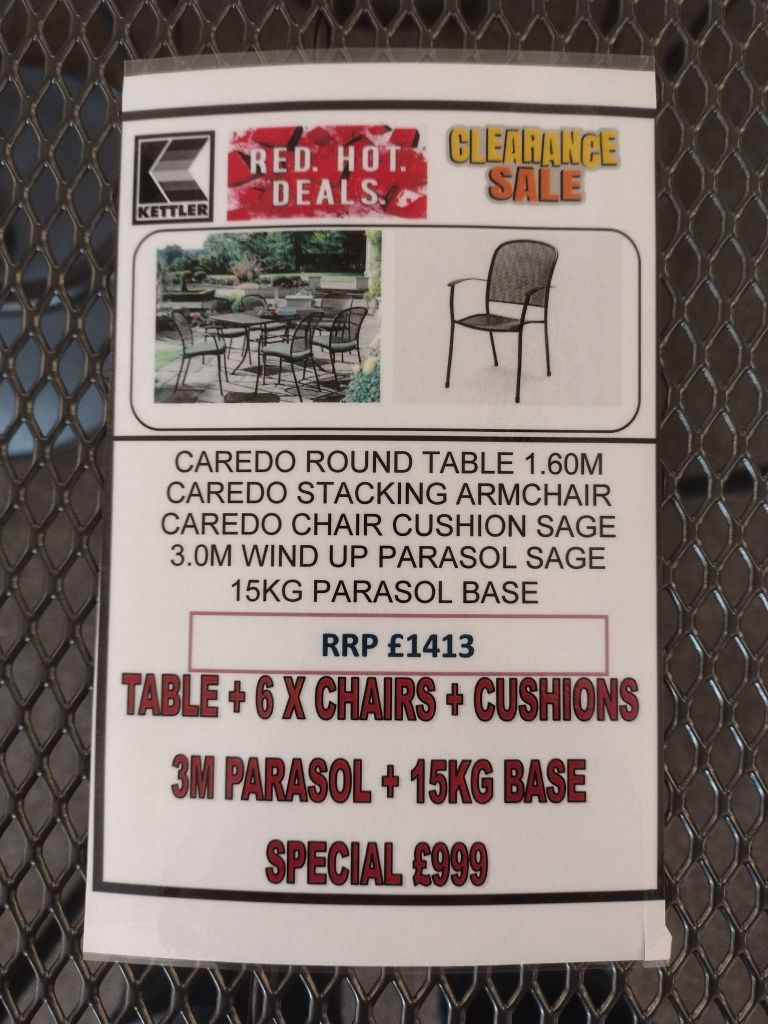 KETTLER
RED. HOT.
DEALS.
CLEARANCE
SALE
CAREDO ROUND TABLE 1.60M
CAREDO STACKING ARMCHAIR
CAREDO CHAIR CUSHION SAGE
3.0M WIND UP PARASOL SAGE
15KG PARASOL BASE
RRP £1413
TABLE + 6 X CHAIRS + CUSHIONS
3M PARASOL + 15KG BASE
SPECIAL £999